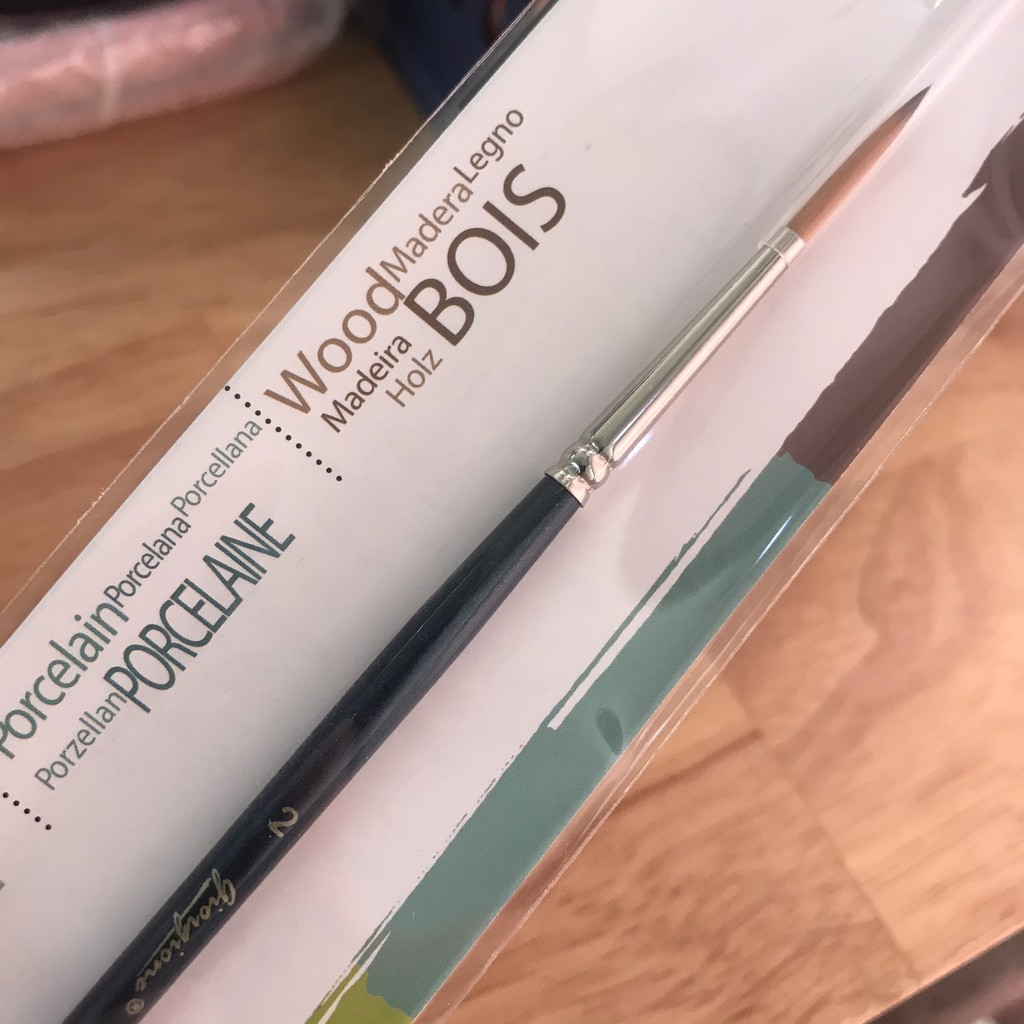 Wood Madera Legno
Madeira BOIS
Holz
Porcelain Porcelana Porcellana
Porzellan PORCELAINE
2
giorgione ®